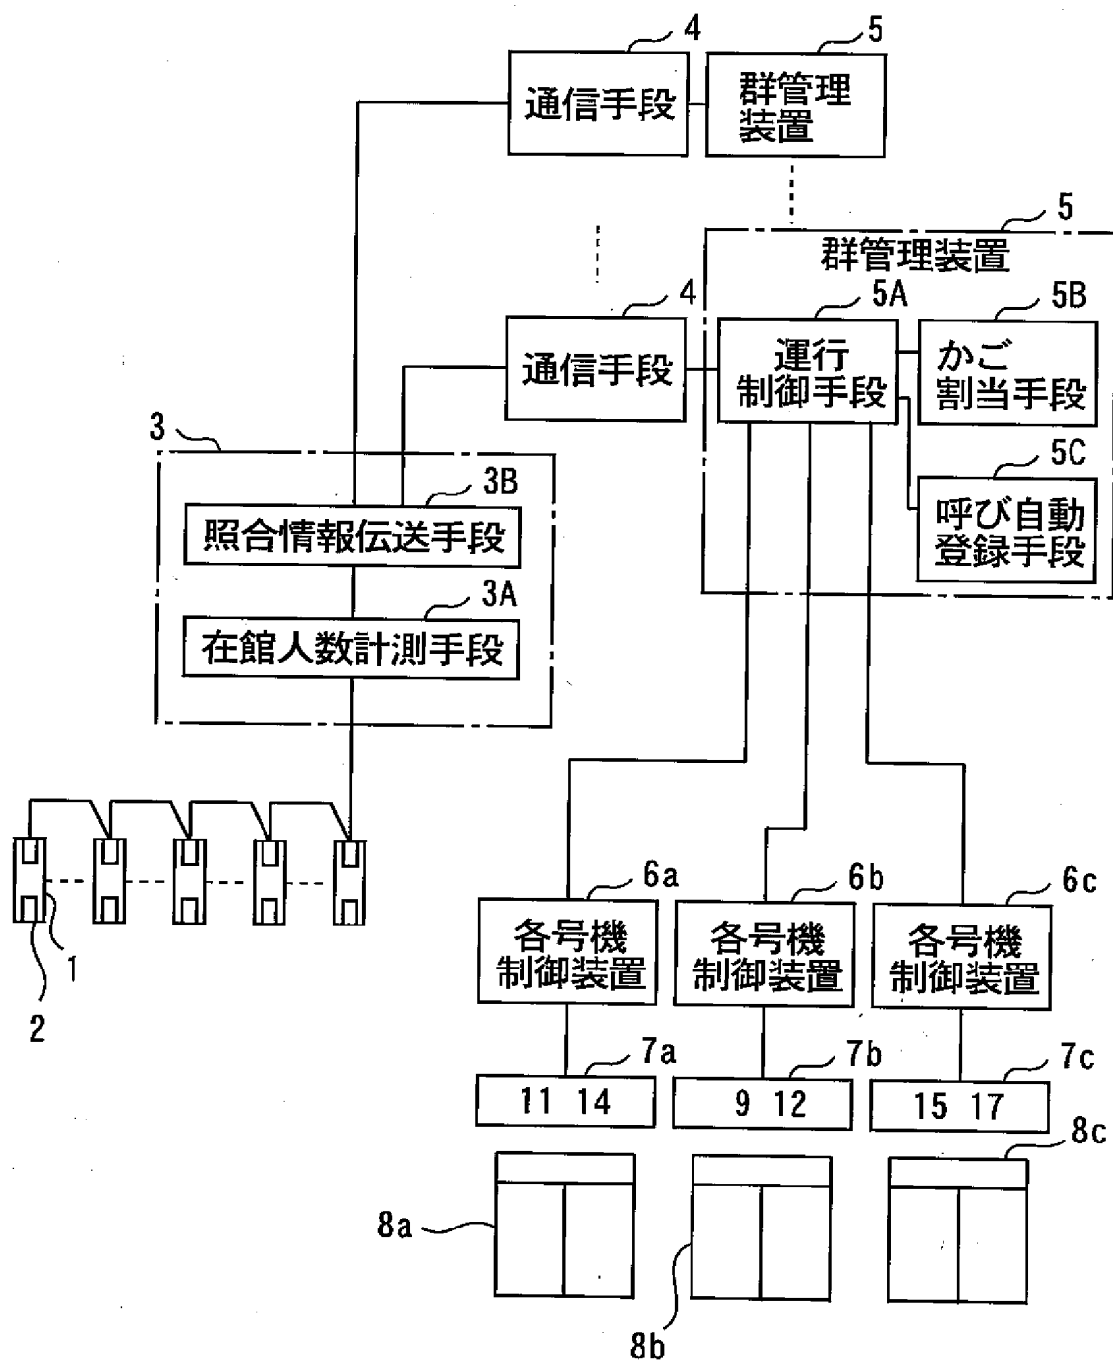 4
5
通信手段
群管理
装置
5
群管理装置
4
5A
5B
通信手段
運行
制御手段
かご
割当手段
3
5C
3B
呼び自動
登録手段
照合情報伝送手段
3A
在館人数計測手段
6a
6b
6c
各号機
制御装置
各号機
制御装置
各号機
制御装置
1
2
7a
7b
7c
11 14
9 12
15 17
8c
8a
8b